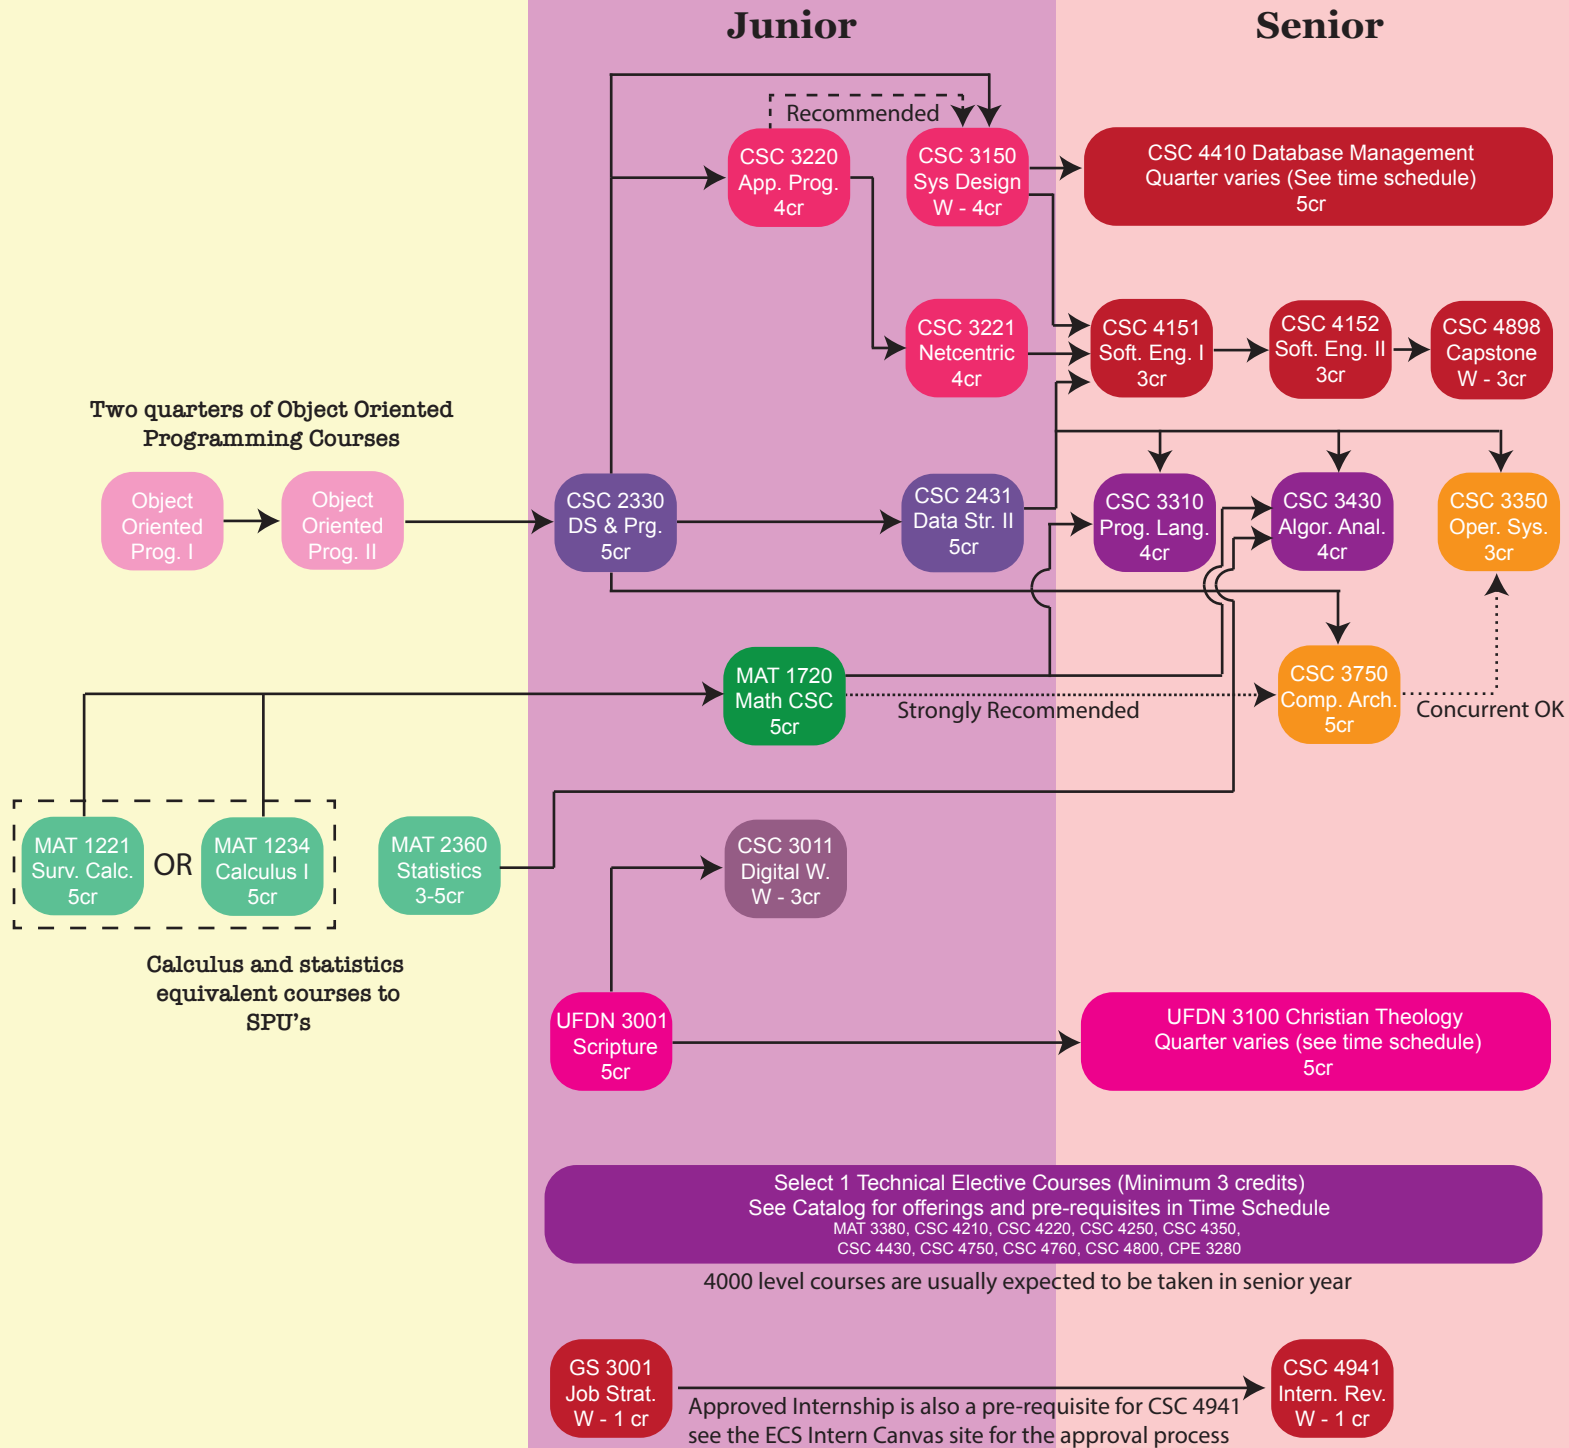 Junior
Senior
Recommended
CSC 3220
App. Prog.
4cr
CSC 3150
Sys Design
W - 4cr
CSC 4410 Database Management
Quarter varies (See time schedule)
5cr
CSC 3221
Netcentric
4cr
CSC 4151
Soft. Eng. I
3cr
CSC 4152
Soft. Eng. II
3cr
CSC 4898
Capstone
W - 3cr
Two quarters of Object Oriented
Programming Courses
Object
Oriented
Prog. I
Object
Oriented
Prog. II
CSC 2330
DS & Prg.
5cr
CSC 2431
Data Str. II
5cr
CSC 3310
Prog. Lang.
4cr
CSC 3430
Algor. Anal.
4cr
CSC 3350
Oper. Sys.
3cr
MAT 1720
Math CSC
5cr
Strongly Recommended
CSC 3750
Comp. Arch.
5cr
Concurrent OK
MAT 1221
Surv. Calc.
5cr
OR
MAT 1234
Calculus I
5cr
MAT 2360
Statistics
3-5cr
CSC 3011
Digital W.
W - 3cr
Calculus and statistics
equivalent courses to
SPU's
UFDN 3001
Scripture
5cr
UFDN 3100 Christian Theology
Quarter varies (see time schedule)
5cr
Select 1 Technical Elective Courses (Minimum 3 credits)
See Catalog for offerings and pre-requisites in Time Schedule
MAT 3380, CSC 4210, CSC 4220, CSC 4250, CSC 4350,
CSC 4430, CSC 4750, CSC 4760, CSC 4800, CPE 3280
4000 level courses are usually expected to be taken in senior year
GS 3001
Job Strat.
W - 1 cr
Approved Internship is also a pre-requisite for CSC 4941
see the ECS Intern Canvas site for the approval process
CSC 4941
Intern. Rev.
W - 1 cr